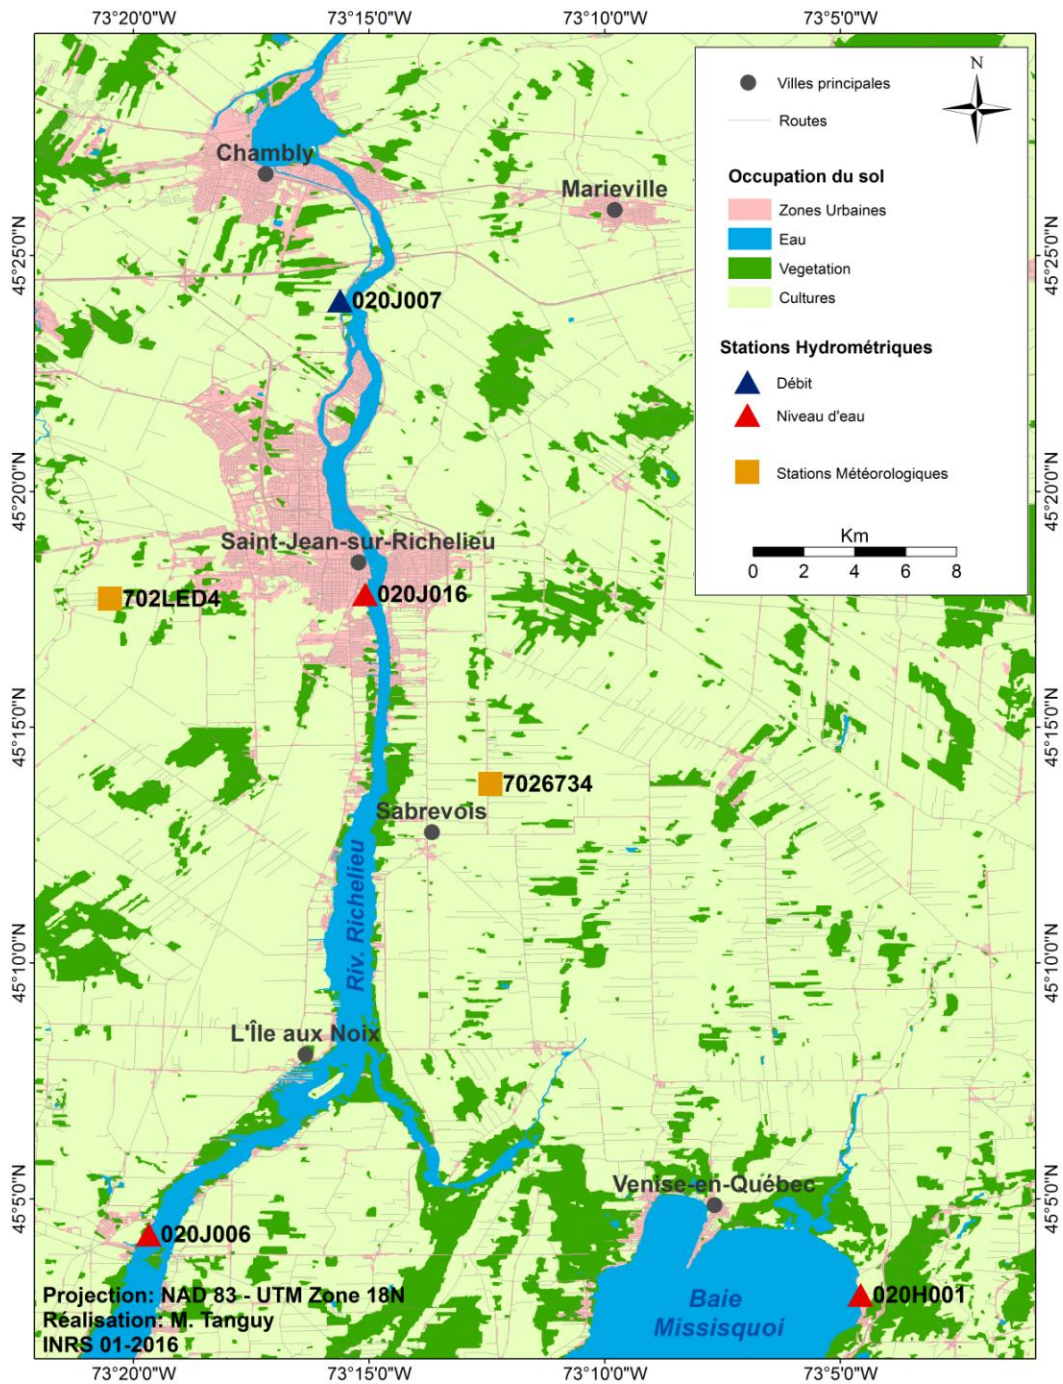 73°20'0"W 73°15'0"W 73°10'0"W 73°5'0"W
N
Villes principales
Routes
Occupation du sol
Zones Urbaines
Eau
Vegetation
Cultures
Stations Hydrométriques
Débit
Niveau d'eau
Stations Météorologiques
Km
0 2 4 6 8
Chambly
Marieville
45°25'0"N 45°25'0"N
020J007
45°20'0"N 45°20'0"N
Saint-Jean-sur-Richelieu
702LED4
020J016
45°15'0"N 45°15'0"N
7026734
Sabrevois
Riv. Richelieu
45°10'0"N 45°10'0"N
L'Île aux Noix
45°5'0"N 45°5'0"N
Venise-en-Québec
020J006
Baie
Missisquoi
020H001
Projection: NAD 83 - UTM Zone 18N
Réalisation: M. Tanguy
INRS 01-2016
73°20'0"W 73°15'0"W 73°10'0"W 73°5'0"W